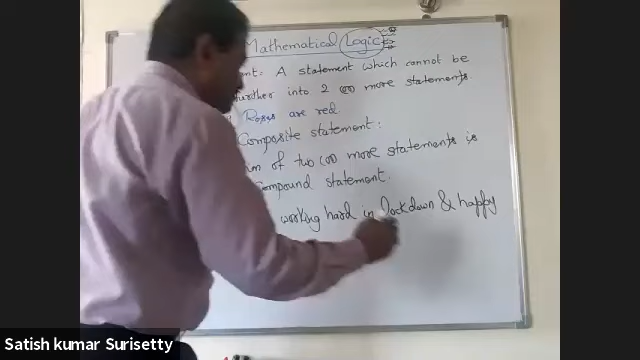 Mathematical Logic
A statement which cannot be
further into 2 (or) more statements.
Roses are red.
Composite statement:
of two (or) more statements is
Compound statement.
working hard in lockdown & happy
Satish kumar Surisetty